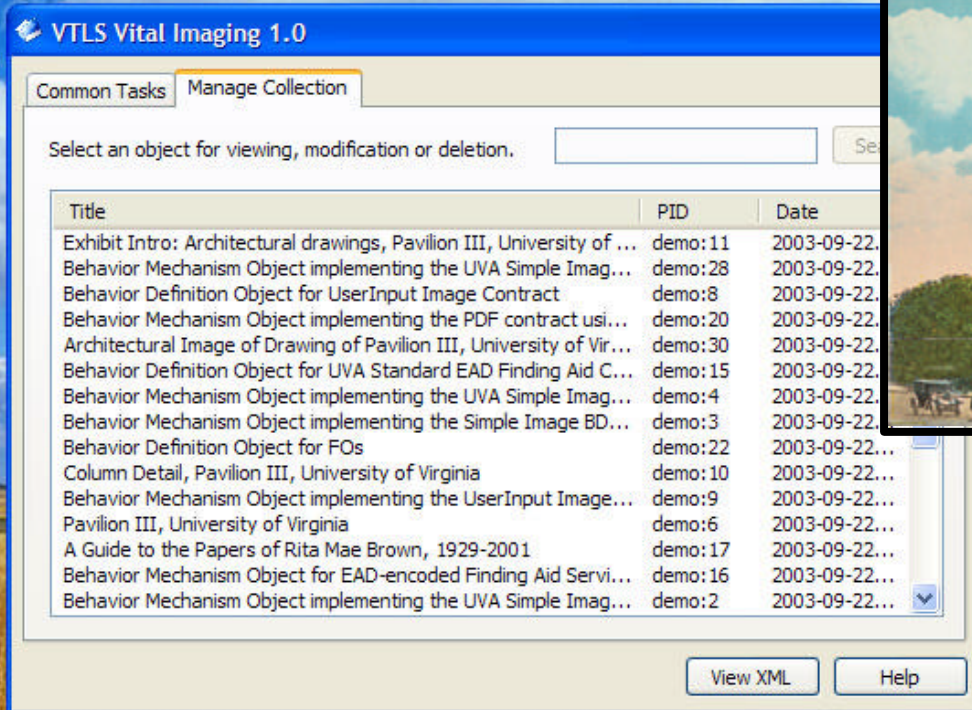 VTLS Vital Imaging 1.0
Common Tasks Manage Collection
Select an object for viewing, modification or deletion. Se
Title PID Date
Exhibit Intro: Architectural drawings, Pavilion III, University of ... demo:11 2003-09-22.
Behavior Mechanism Object implementing the UVA Simple Imag... demo:28 2003-09-22.
Behavior Definition Object for UserInput Image Contract demo:8 2003-09-22.
Behavior Mechanism Object implementing the PDF contract usi... demo:20 2003-09-22.
Architectural Image of Drawing of Pavilion III, University of Vir... demo:30 2003-09-22.
Behavior Definition Object for UVA Standard EAD Finding Aid C... demo:15 2003-09-22.
Behavior Mechanism Object implementing the UVA Simple Imag... demo:4 2003-09-22.
Behavior Mechanism Object implementing the Simple Image BD... demo:3 2003-09-22.
Behavior Definition Object for FOs demo:22 2003-09-22...
Column Detail, Pavilion III, University of Virginia demo:10 2003-09-22...
Behavior Mechanism Object implementing the UserInput Image... demo:9 2003-09-22...
Pavilion III, University of Virginia demo:6 2003-09-22...
A Guide to the Papers of Rita Mae Brown, 1929-2001 demo:17 2003-09-22...
Behavior Mechanism Object for EAD-encoded Finding Aid Servi... demo:16 2003-09-22...
Behavior Mechanism Object implementing the UVA Simple Imag... demo:2 2003-09-22...
View XML Help